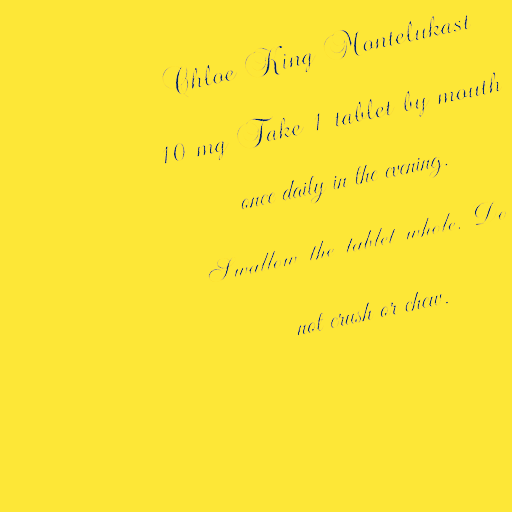 Chloe King Montelukast
10 mg Take 1 tablet by mouth
once daily in the evening.
Swallow the tablet whole. Do
not crush or chew.